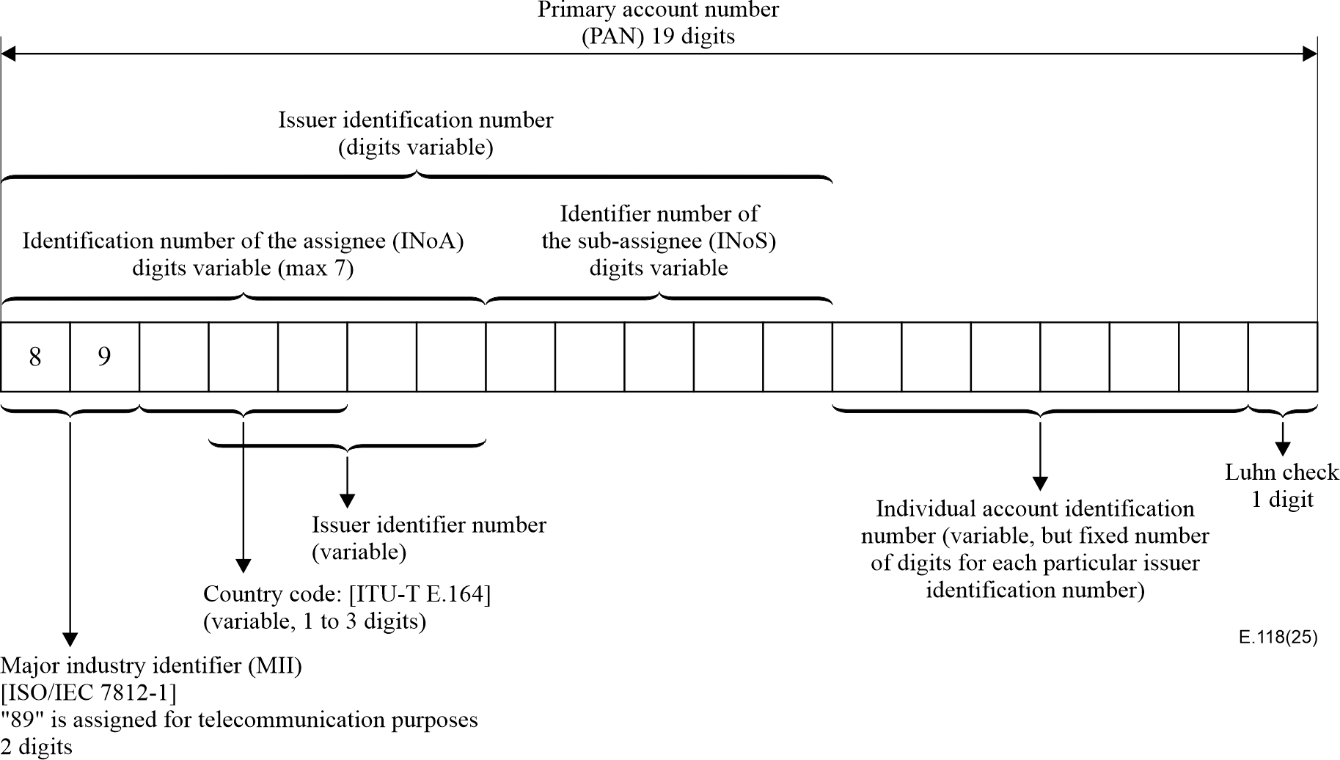 Primary account number
(PAN) 19 digits
Issuer identification number
(digits variable)
Identification number of the assignee (INoA)
digits variable (max 7)
Identifier number of
the sub-assignee (INoS)
digits variable
8 9
Luhn check
1 digit
Individual account identification
number (variable, but fixed number
of digits for each particular issuer
identification number)
Issuer identifier number
(variable)
Country code: [ITU-T E.164]
(variable, 1 to 3 digits)
E.118(25)
Major industry identifier (MII)
[ISO/IEC 7812-1]
"89" is assigned for telecommunication purposes
2 digits